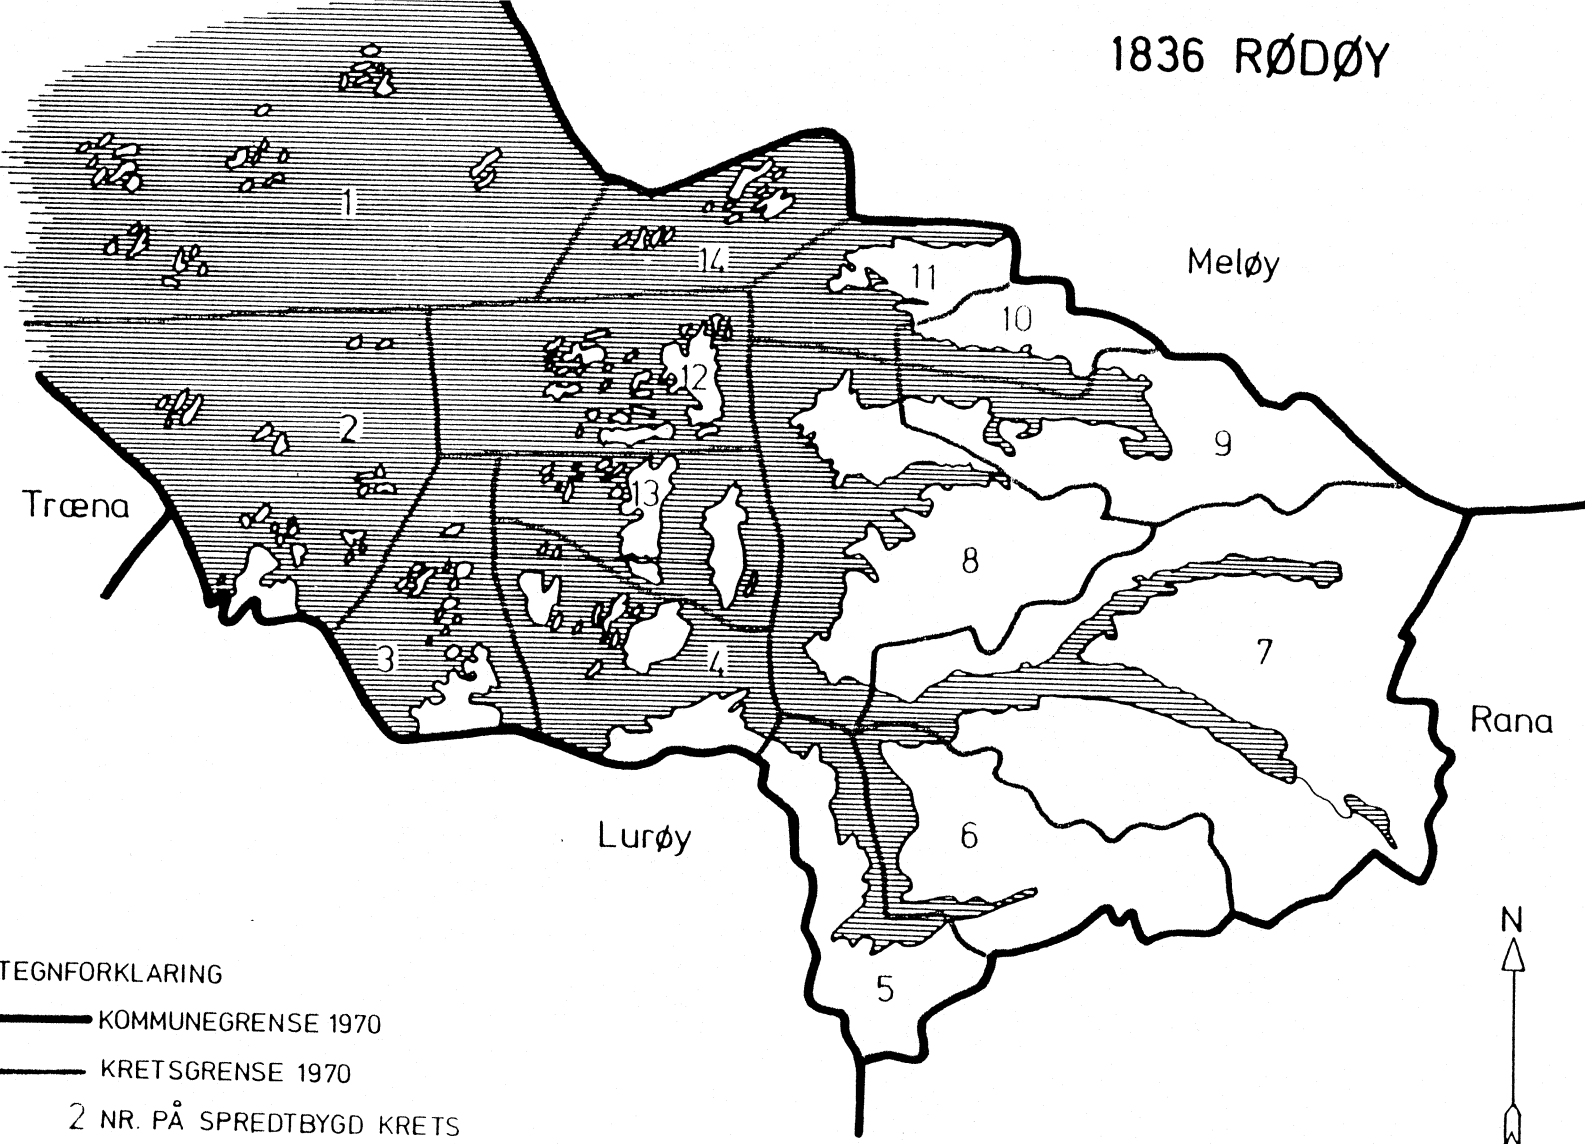 1836 RØDØY
1
14
11
Meløy
10
12
2
9
Træna
13
8
3
4
7
Rana
Lurøy
6
N
5
TEGNFORKLARING
KOMMUNEGRENSE 1970
KRETSGRENSE 1970
2 NR. PÅ SPREDTBYGD KRETS